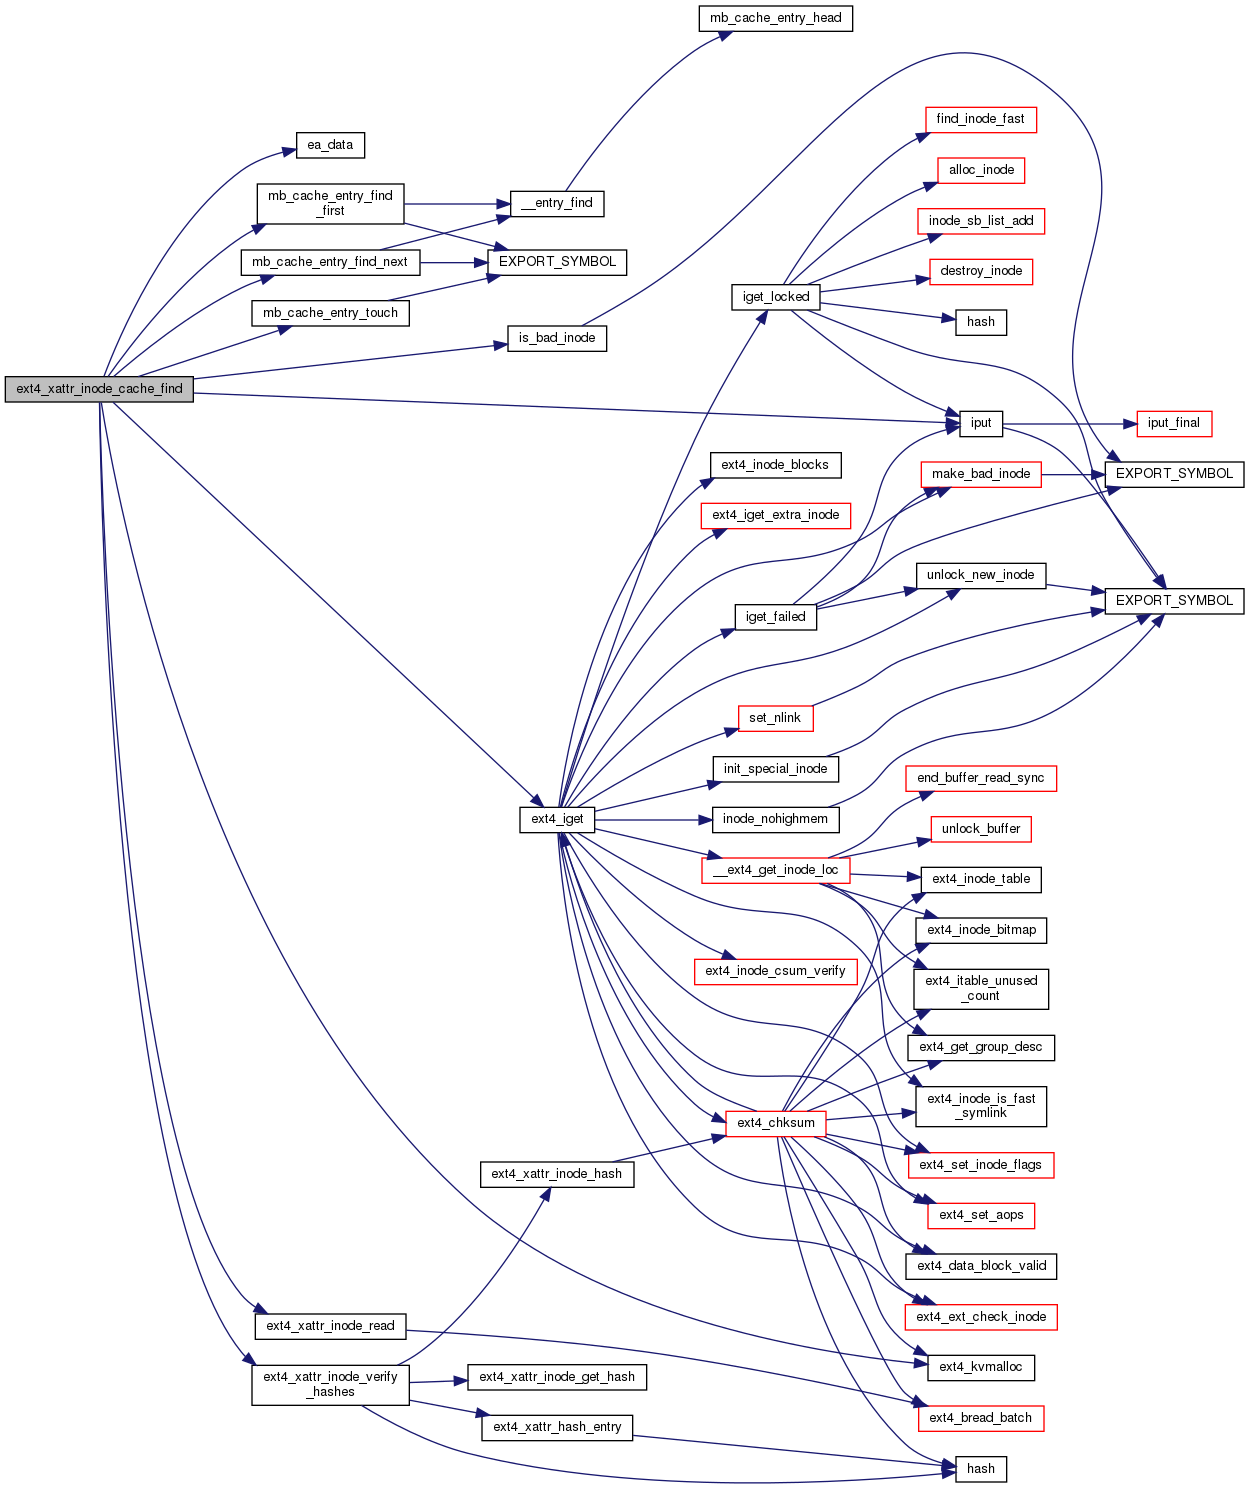 mb_cache_entry_head
find_inode_fast
ea_data
alloc_inode
mb_cache_entry_find
_first
__entry_find
inode_sb_list_add
mb_cache_entry_find_next
EXPORT_SYMBOL
destroy_inode
iget_locked
mb_cache_entry_touch
hash
is_bad_inode
ext4_xattr_inode_cache_find
iput
iput_final
ext4_inode_blocks
make_bad_inode
EXPORT_SYMBOL
ext4_iget_extra_inode
unlock_new_inode
EXPORT_SYMBOL
iget_failed
set_nlink
init_special_inode
end_buffer_read_sync
ext4_iget
inode_nohighmem
unlock_buffer
__ext4_get_inode_loc
ext4_inode_table
ext4_inode_bitmap
ext4_inode_csum_verify
ext4_itable_unused
_count
ext4_get_group_desc
ext4_inode_is_fast
_symlink
ext4_chksum
ext4_set_inode_flags
ext4_xattr_inode_hash
ext4_set_aops
ext4_data_block_valid
ext4_ext_check_inode
ext4_xattr_inode_read
ext4_kvmalloc
ext4_xattr_inode_verify
_hashes
ext4_xattr_inode_get_hash
ext4_bread_batch
ext4_xattr_hash_entry
hash